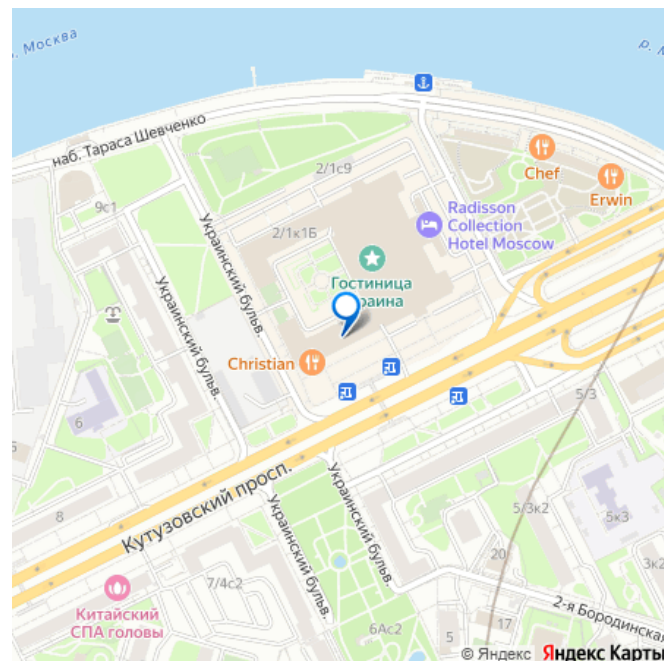 . Москва
р. М
наб. Тараса Шевченко
2/1с9
Chef
Erwin
9с1
2/1к1Б
Radisson
Collection
Hotel Moscow
Украинский бульв.
Украинский бульв.
Гостиница
раина
Christian
6
5/3
8
Кутузовский просп.
Украинский бульв.
Украинский бульв.
5/3к2
5к3
3к2
20
7/4с2
Китайский
СПА головы
6Ас2
5
17
2-я Бородинская
© Яндекс Яндекс Карты